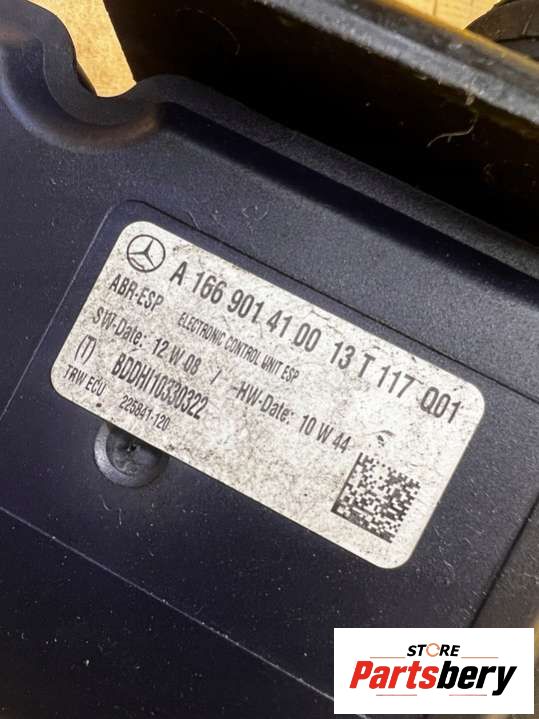 A 166 901 41 00 13 T 117 Q01
ABR-ESP ELECTRONIC CONTROL UNIT ESP
SW-Date: 12 W 08 / HW-Date: 10 W 44
(T) BDDHI10330322
TRW ECU 225841-120
STORE
Partsbery